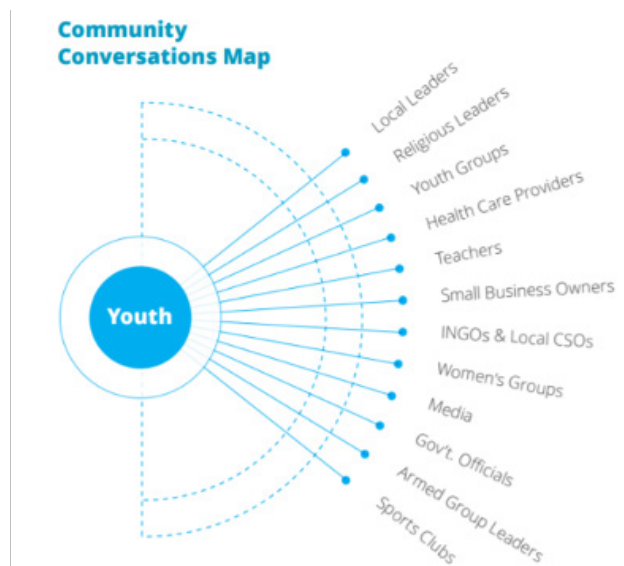 Community
Conversations Map
Local Leaders
Religious Leaders
Youth Groups
Health Care Providers
Teachers
Youth
Small Business Owners
INGOs & Local CSOs
Women's Groups
Media
Gov't. Officials
Armed Group Leaders
Sports Clubs